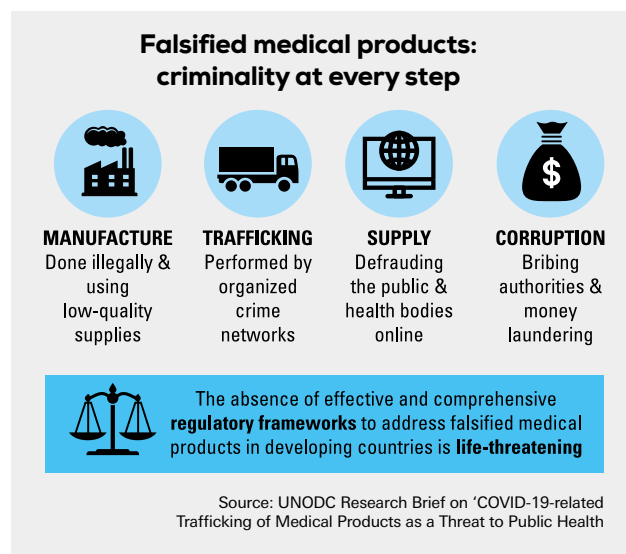 Falsified medical products:
criminality at every step
$
MANUFACTURE
Done illegally &
using
low-quality
supplies
TRAFFICKING
Performed by
organized
crime
networks
SUPPLY
Defrauding
the public &
health bodies
online
CORRUPTION
Bribing
authorities &
money
laundering
The absence of effective and comprehensive
regulatory frameworks to address falsified medical
products in developing countries is life-threatening
Source: UNODC Research Brief on ‘COVID-19-related
Trafficking of Medical Products as a Threat to Public Health